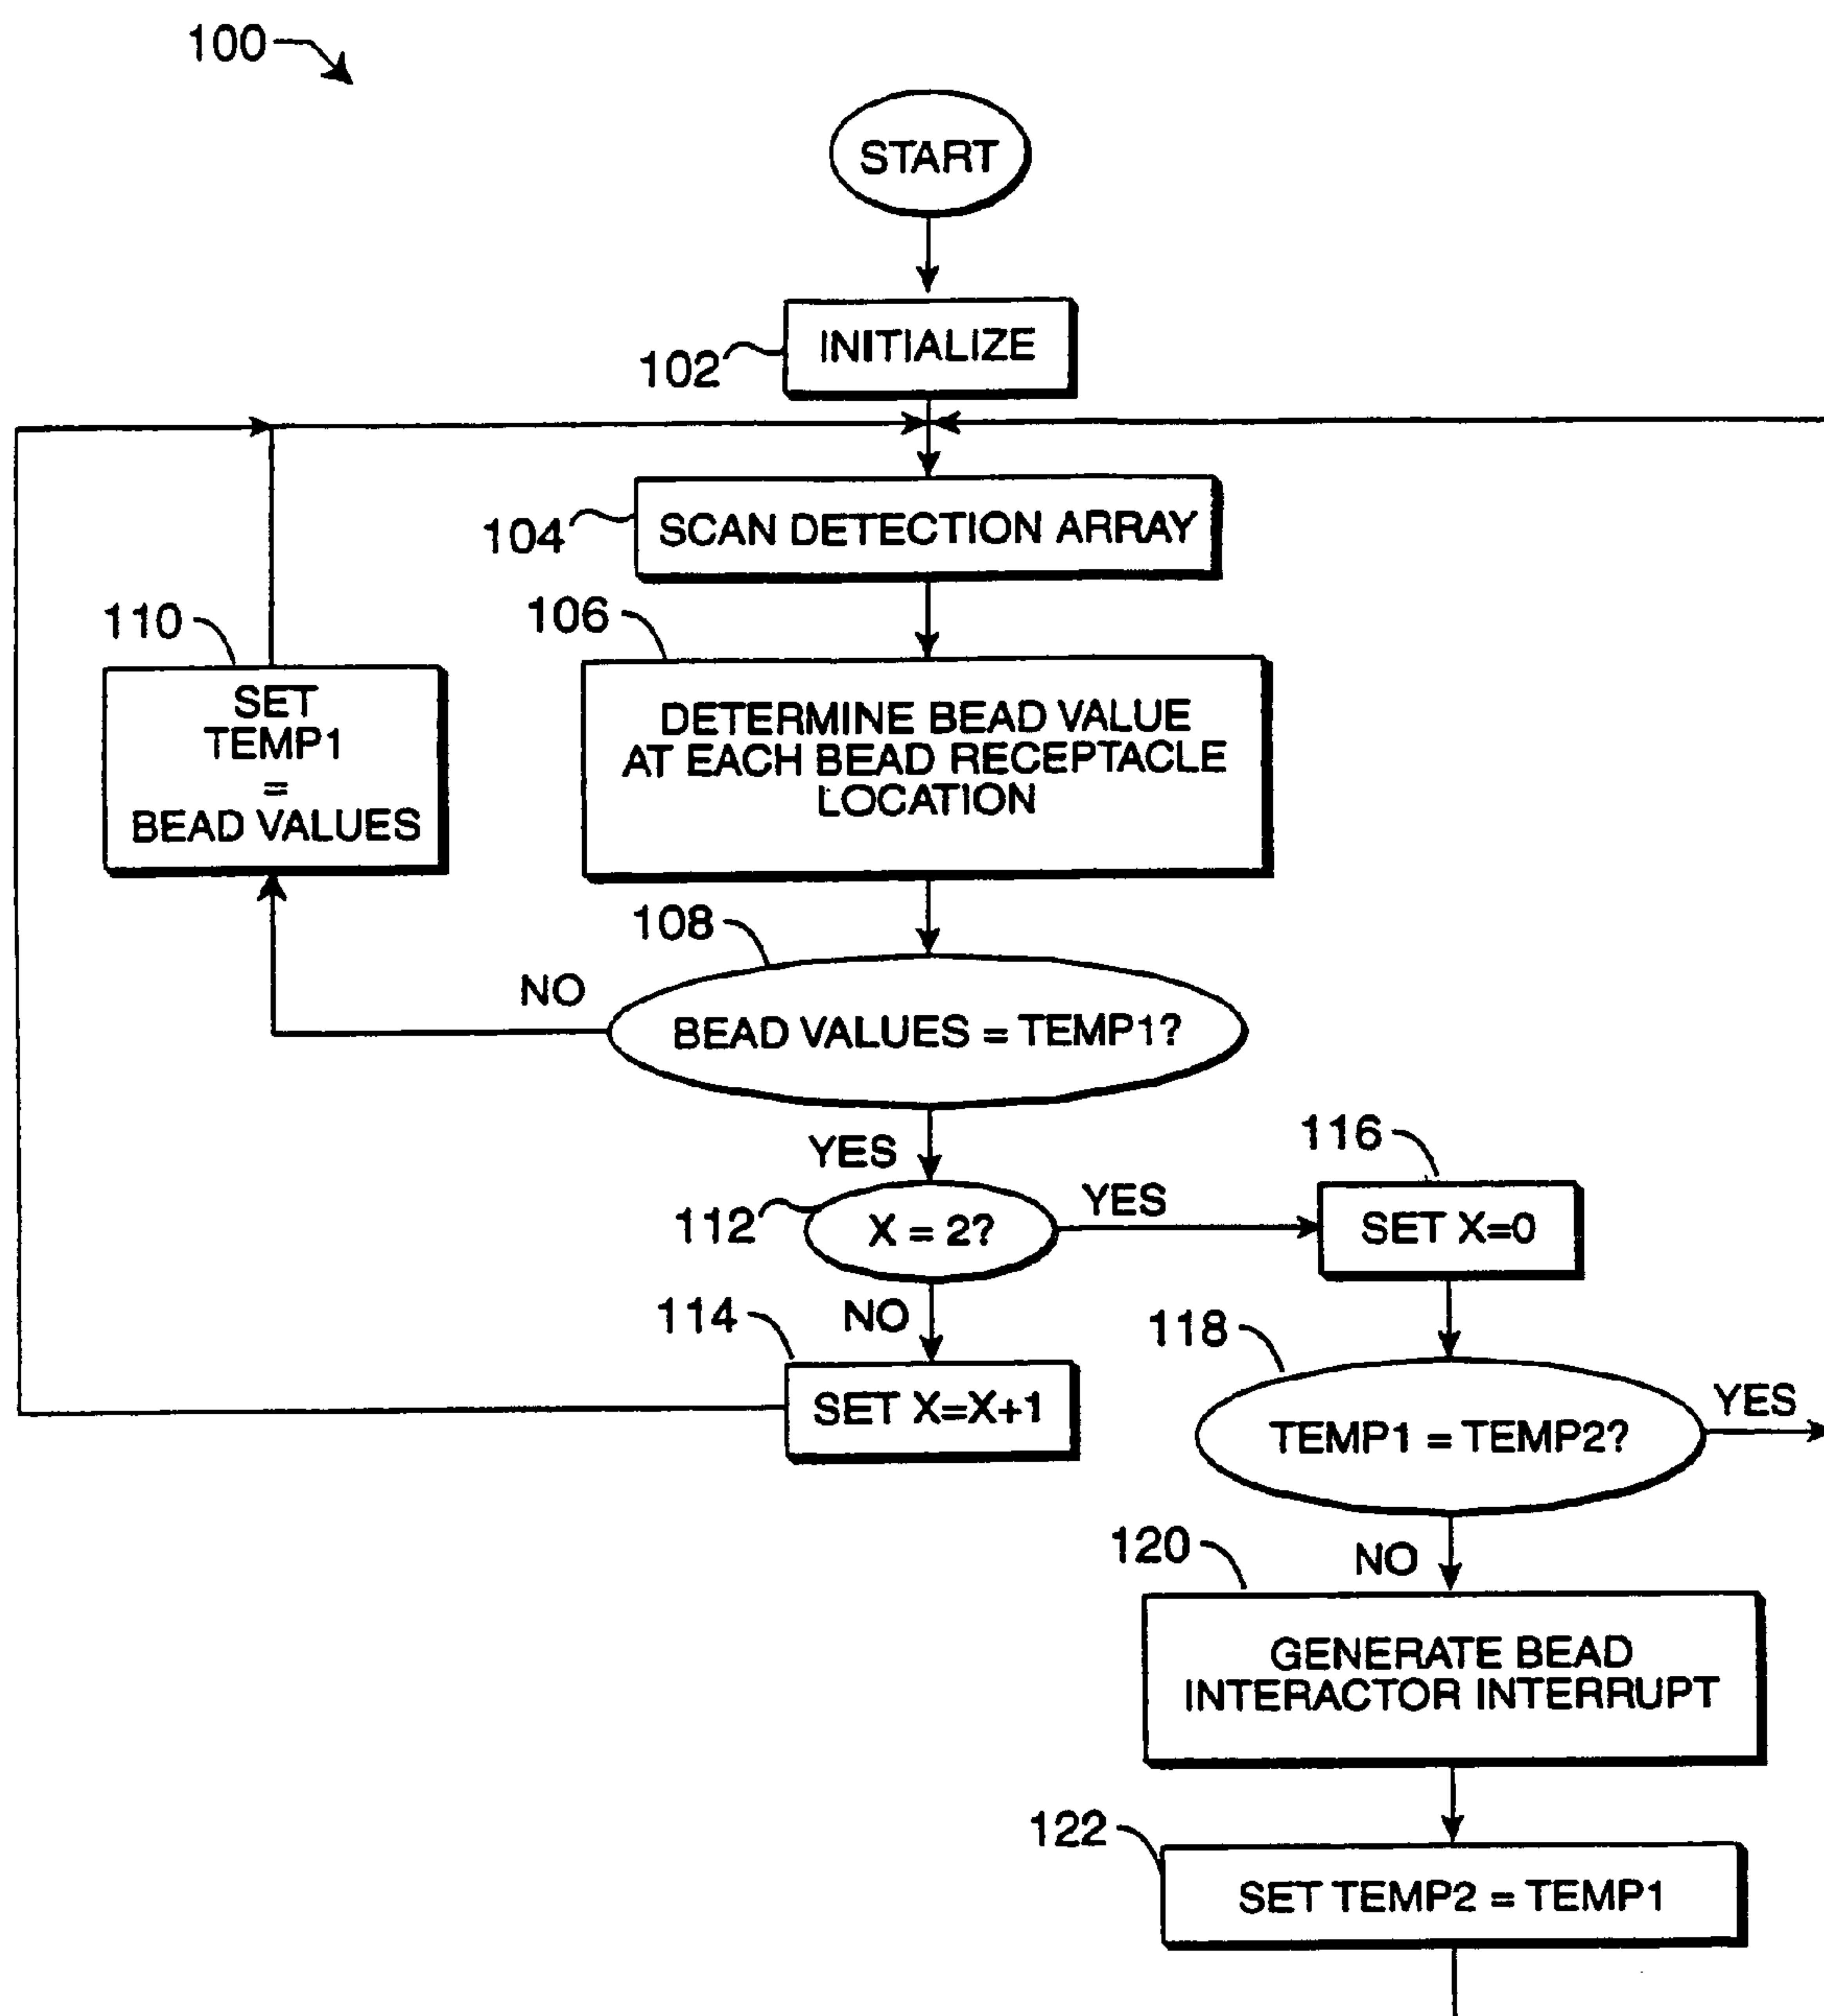 100
START
102
INITIALIZE
104
SCAN DETECTION ARRAY
106
DETERMINE BEAD VALUE
AT EACH BEAD RECEPTACLE
LOCATION
110
SET
TEMP1
=
BEAD VALUES
108
NO
BEAD VALUES = TEMP1?
YES
112
X = 2?
YES
116
SET X=0
NO
114
SET X=X+1
118
TEMP1 = TEMP2?
YES
NO
120
GENERATE BEAD
INTERACTOR INTERRUPT
122
SET TEMP2 = TEMP1